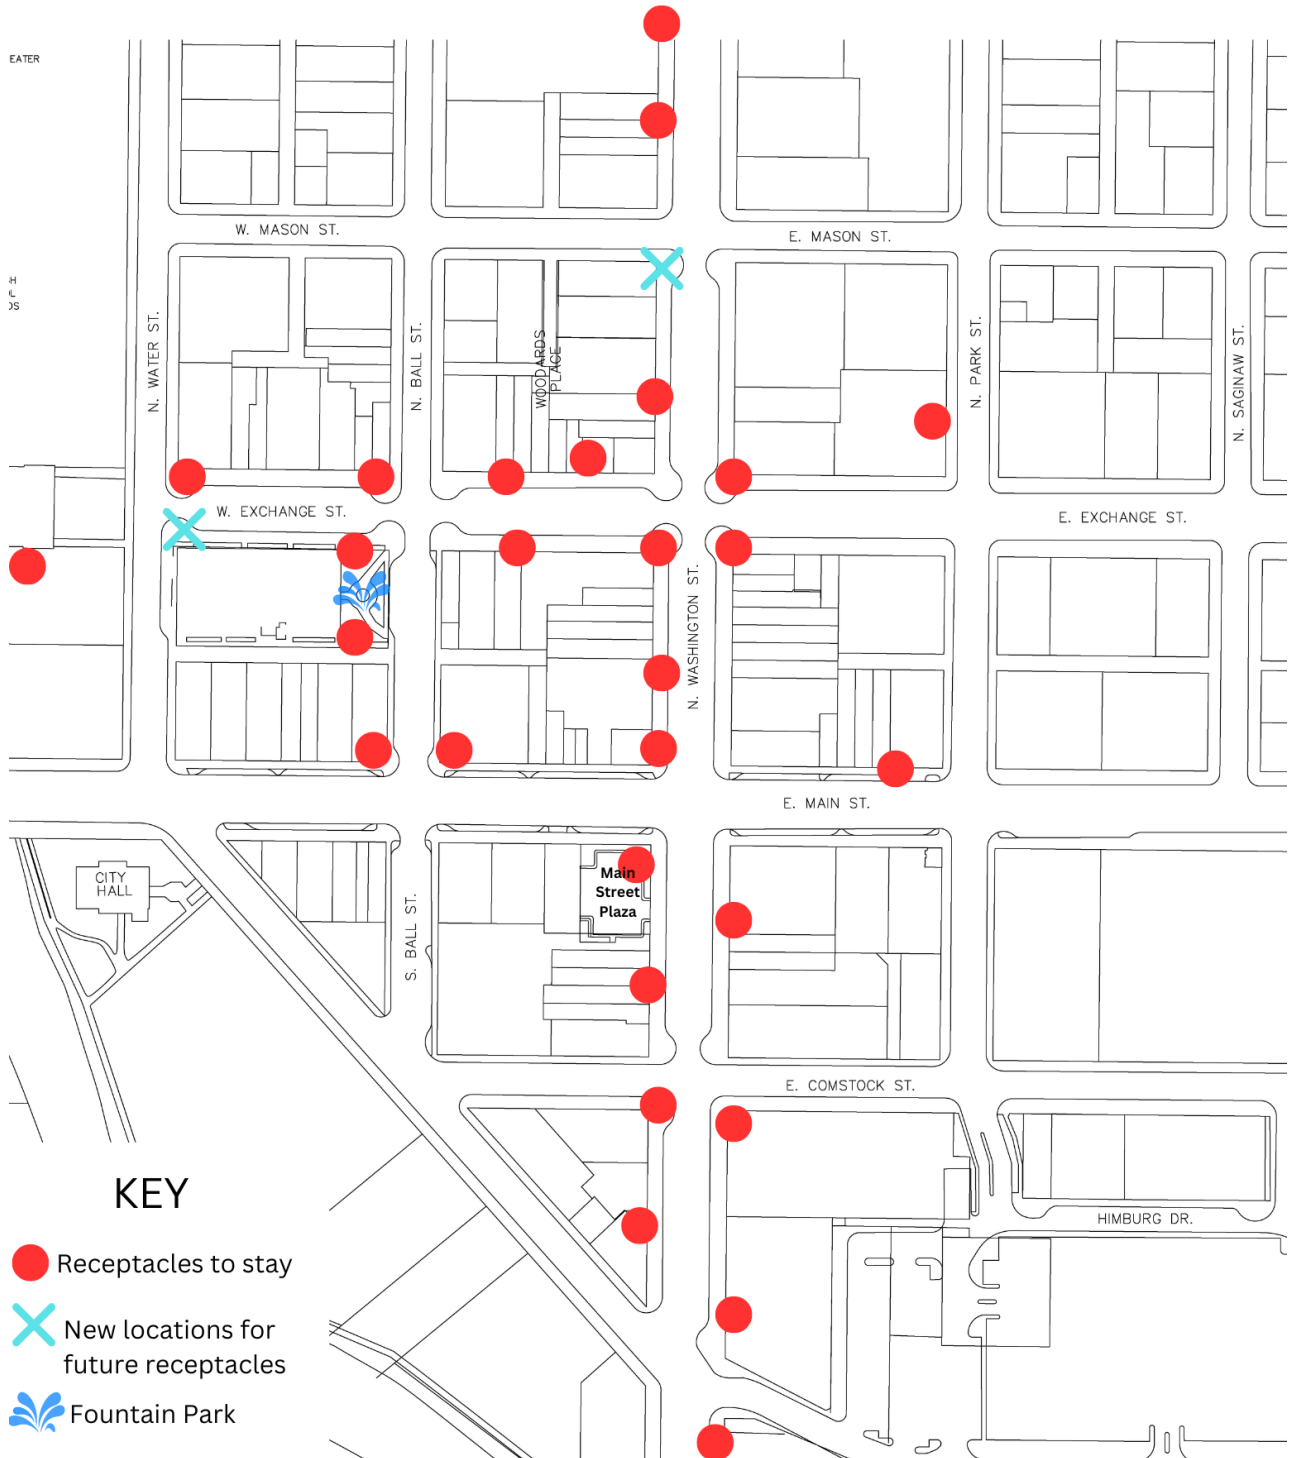 EATER
W. MASON ST.
E. MASON ST.
N. WATER ST.
N. BALL ST.
WOODARDS
PLACE
N. PARK ST.
N. SAGINAW ST.
W. EXCHANGE ST.
E. EXCHANGE ST.
N. WASHINGTON ST.
E. MAIN ST.
CITY
HALL
Main
Street
Plaza
S. BALL ST.
E. COMSTOCK ST.
HIMBURG DR.
KEY
Receptacles to stay
New locations for
future receptacles
Fountain Park